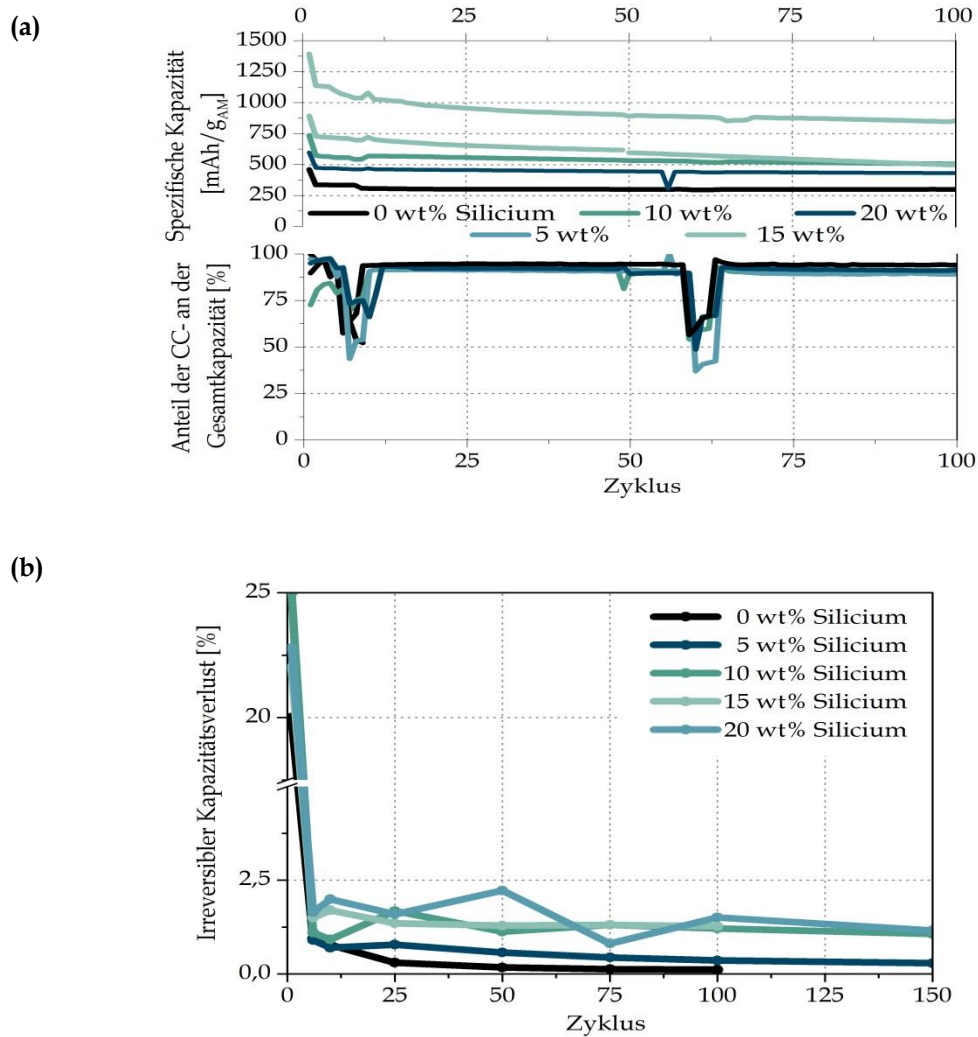 (a)
0 25 50 75 100
Spezifische Kapazität
[mAh/gAM]
1500
1250
1000
750
500
250
0
0 wt% Silicium 10 wt% 20 wt%
5 wt% 15 wt%
Anteil der CC- an der
Gesamtkapazität [%]
100
75
50
25
0
0 25 50 75 100
Zyklus
(b)
Irreversibler Kapazitätsverlust [%]
25
20
2,5
0,0
0 wt% Silicium
5 wt% Silicium
10 wt% Silicium
15 wt% Silicium
20 wt% Silicium
0 25 50 75 100 125 150
Zyklus